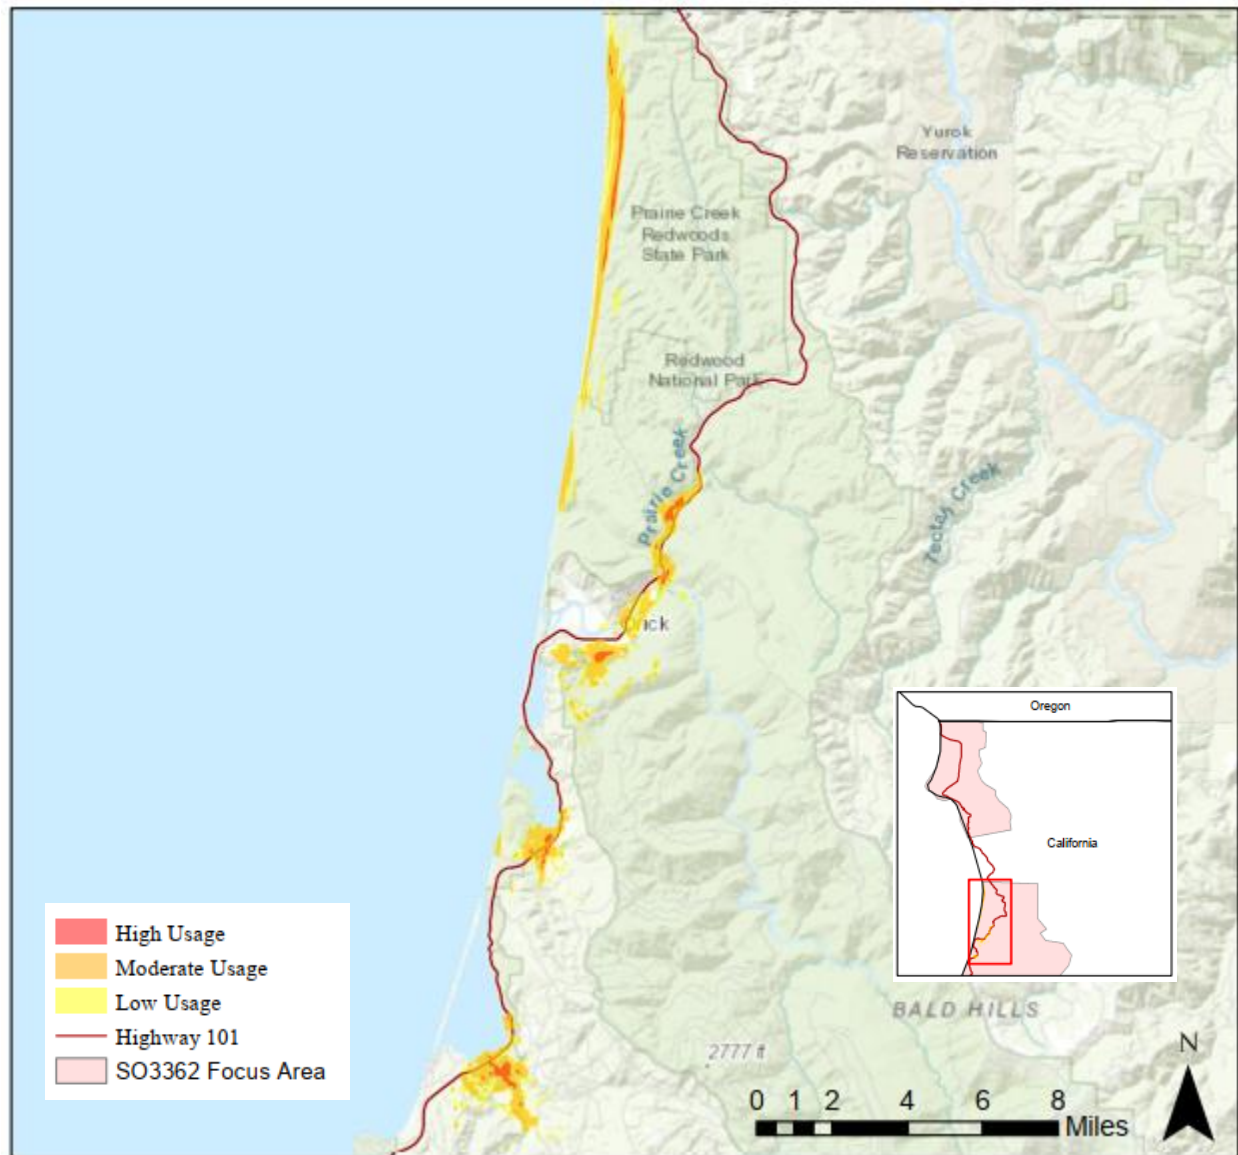 Yurok
Reservation
Prairie Creek
Redwoods
State Park
Redwood
National Park
Prairie Creek
Tectah Creek
Oregon
California
High Usage
Moderate Usage
Low Usage
Highway 101
SO3362 Focus Area
BALD HILLS
2777 ft
N
0 1 2 4 6 8
Miles